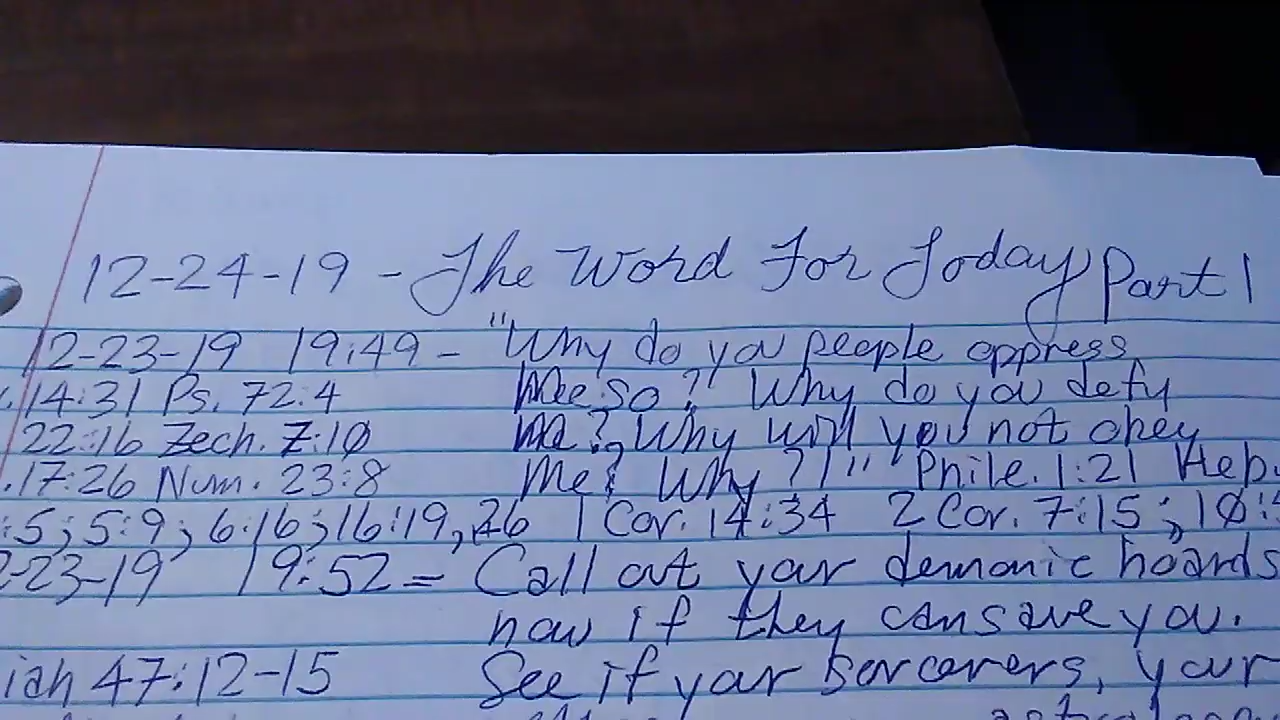 12-24-19 - The Word For Today Part 1
12-23-19 19:49 - "Why do you people oppress
.14:31 Ps. 72:4 Me so? Why do you defy
22:16 Zech. 7:10 Me? Why will you not obey
.17:26 Num. 23:8 Me? Why?!" Phile. 1:21 Heb.
:5; 5:9; 6:16; 16:19, 26 1 Cor. 14:34 2 Cor. 7:15; 10:
2-23-19 19:52 = Call out your demonic hoards
now if they can save you.
iah 47:12-15 See if your sorcerers, your